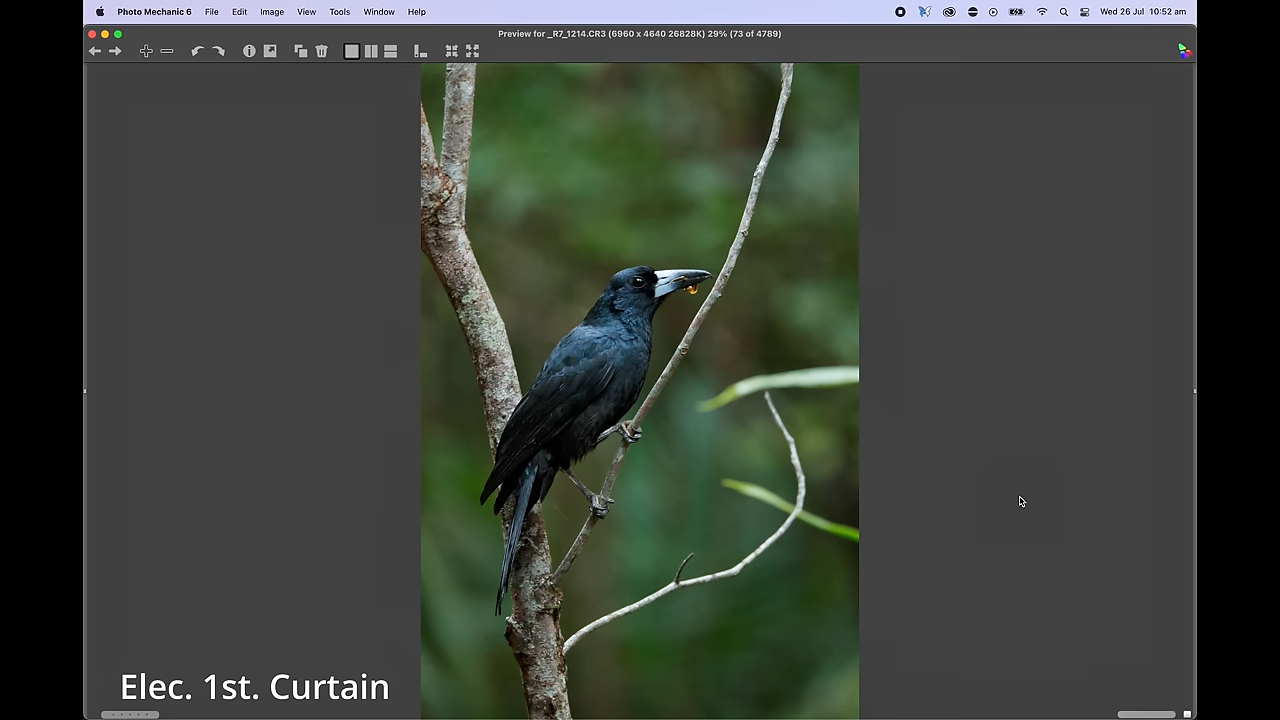 Photo Mechanic 6 File Edit Image View Tools Window Help Wed 26 Jul 10:52 am
Preview for _R7_1214.CR3 (6960 x 4640 26828K) 29% (73 of 4789)
Elec. 1st. Curtain